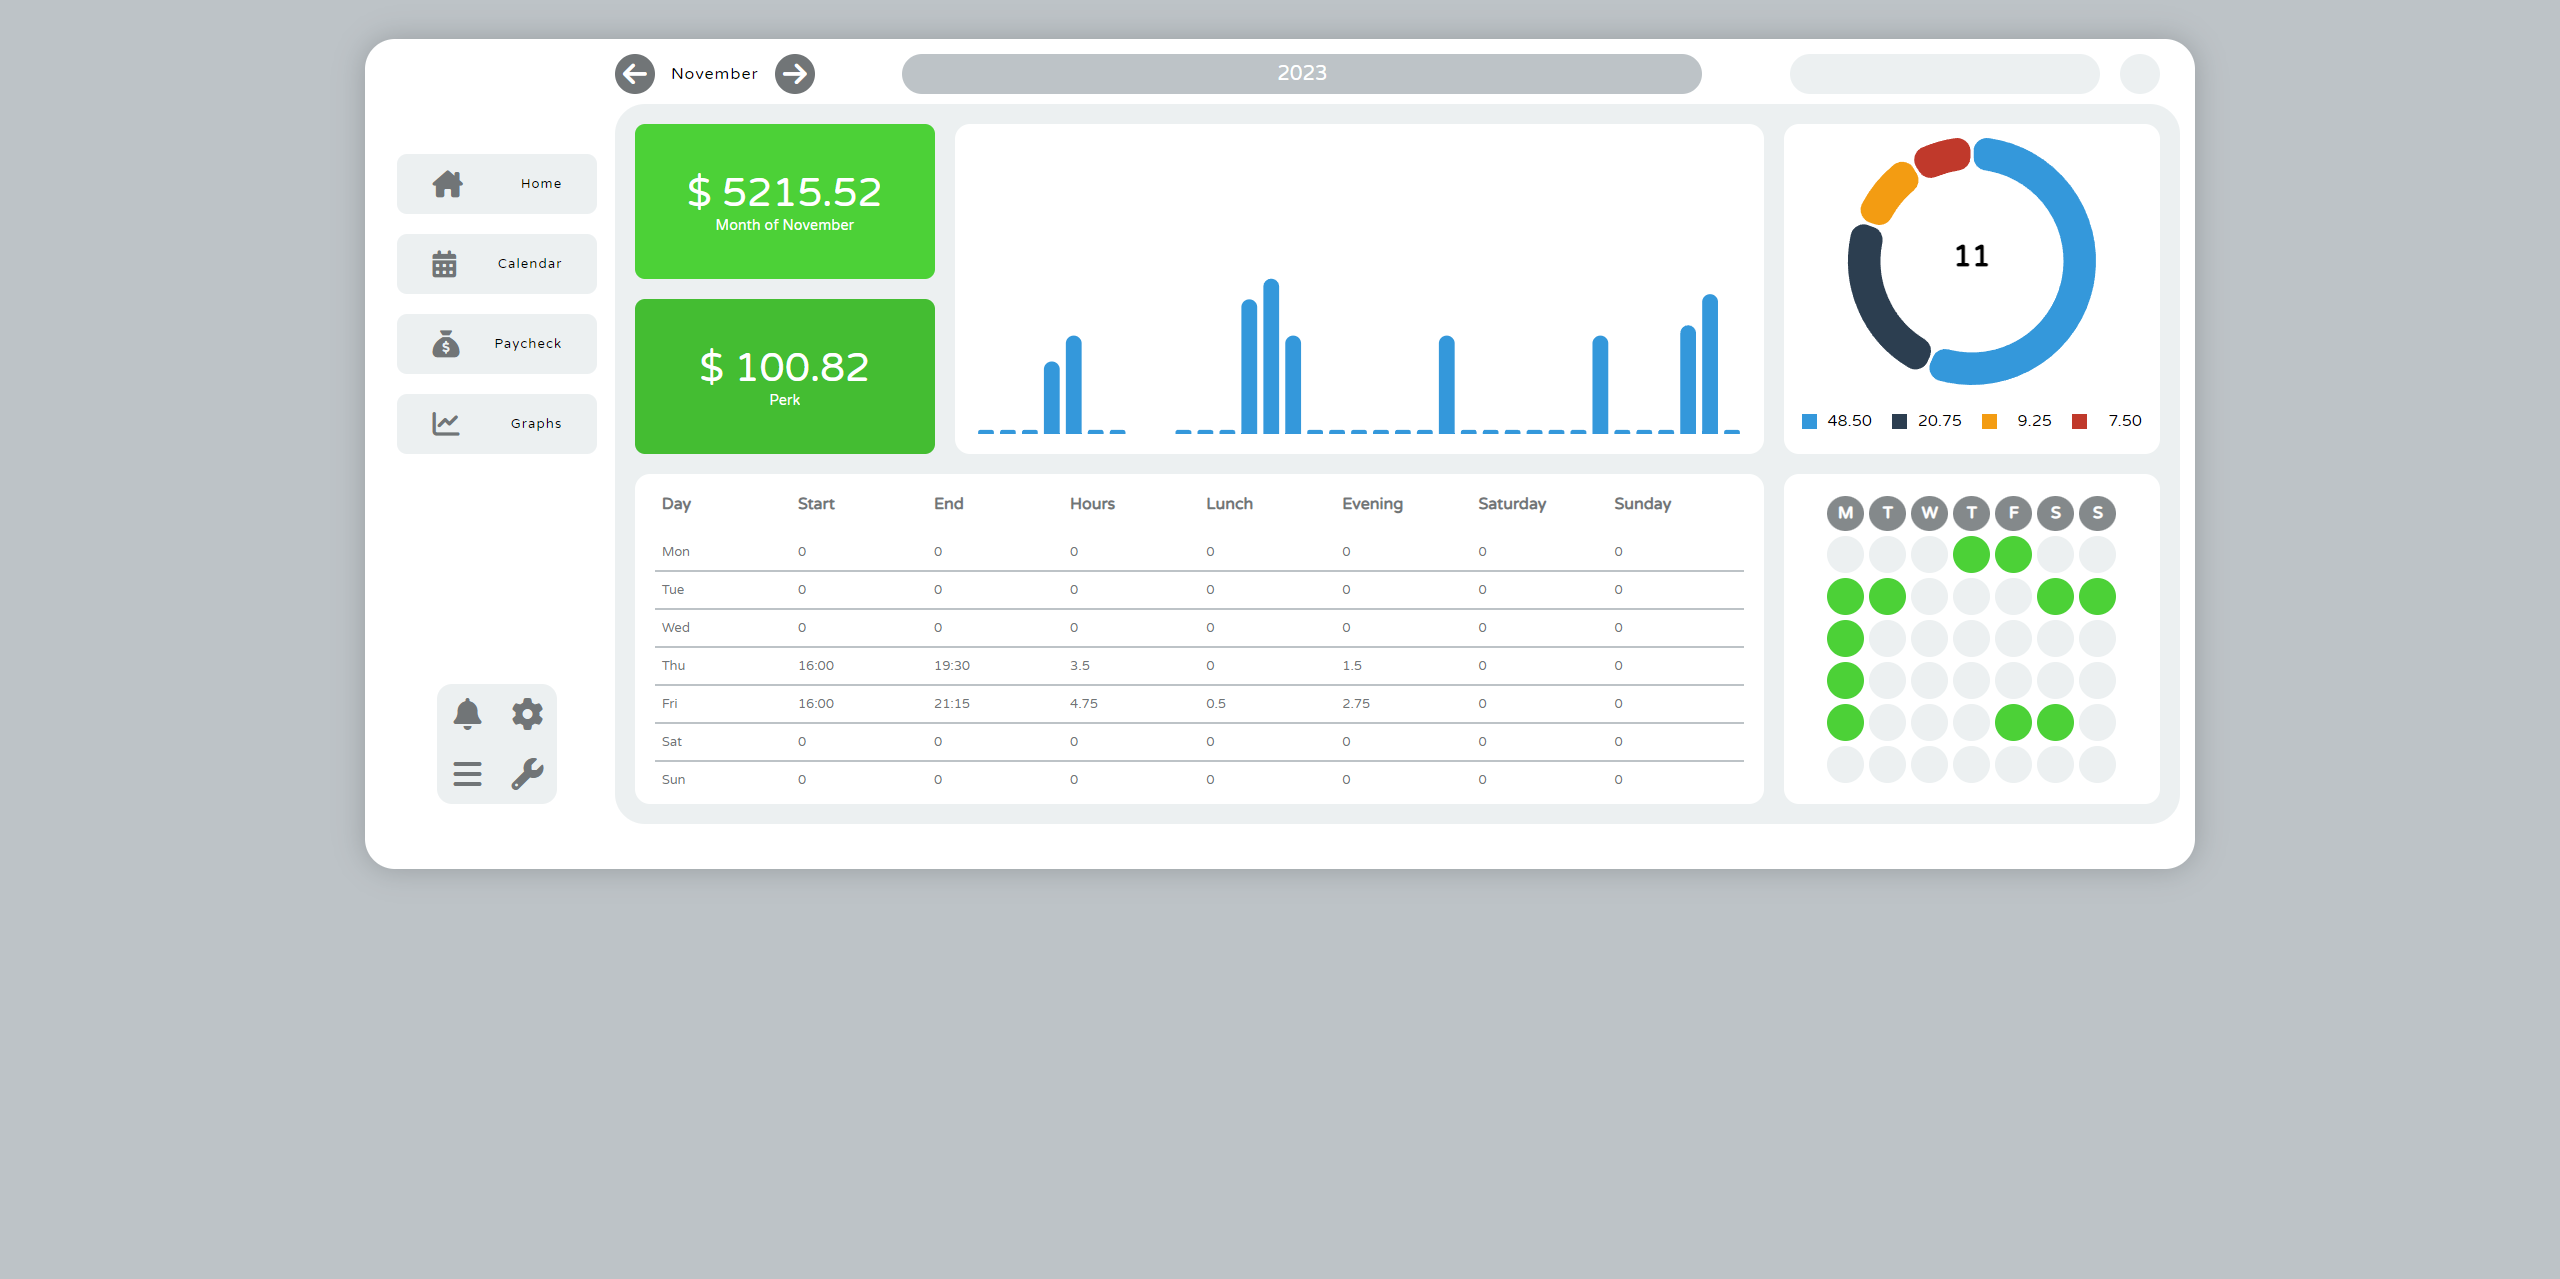 November
2023
Home
Calendar
Paycheck
Graphs
$ 5215.52
Month of November
$ 100.82
Perk
11
48.50 20.75 9.25 7.50
Day Start End Hours Lunch Evening Saturday Sunday
Mon 0 0 0 0 0 0 0
Tue 0 0 0 0 0 0 0
Wed 0 0 0 0 0 0 0
Thu 16:00 19:30 3.5 0 1.5 0 0
Fri 16:00 21:15 4.75 0.5 2.75 0 0
Sat 0 0 0 0 0 0 0
Sun 0 0 0 0 0 0 0
M T W T F S S